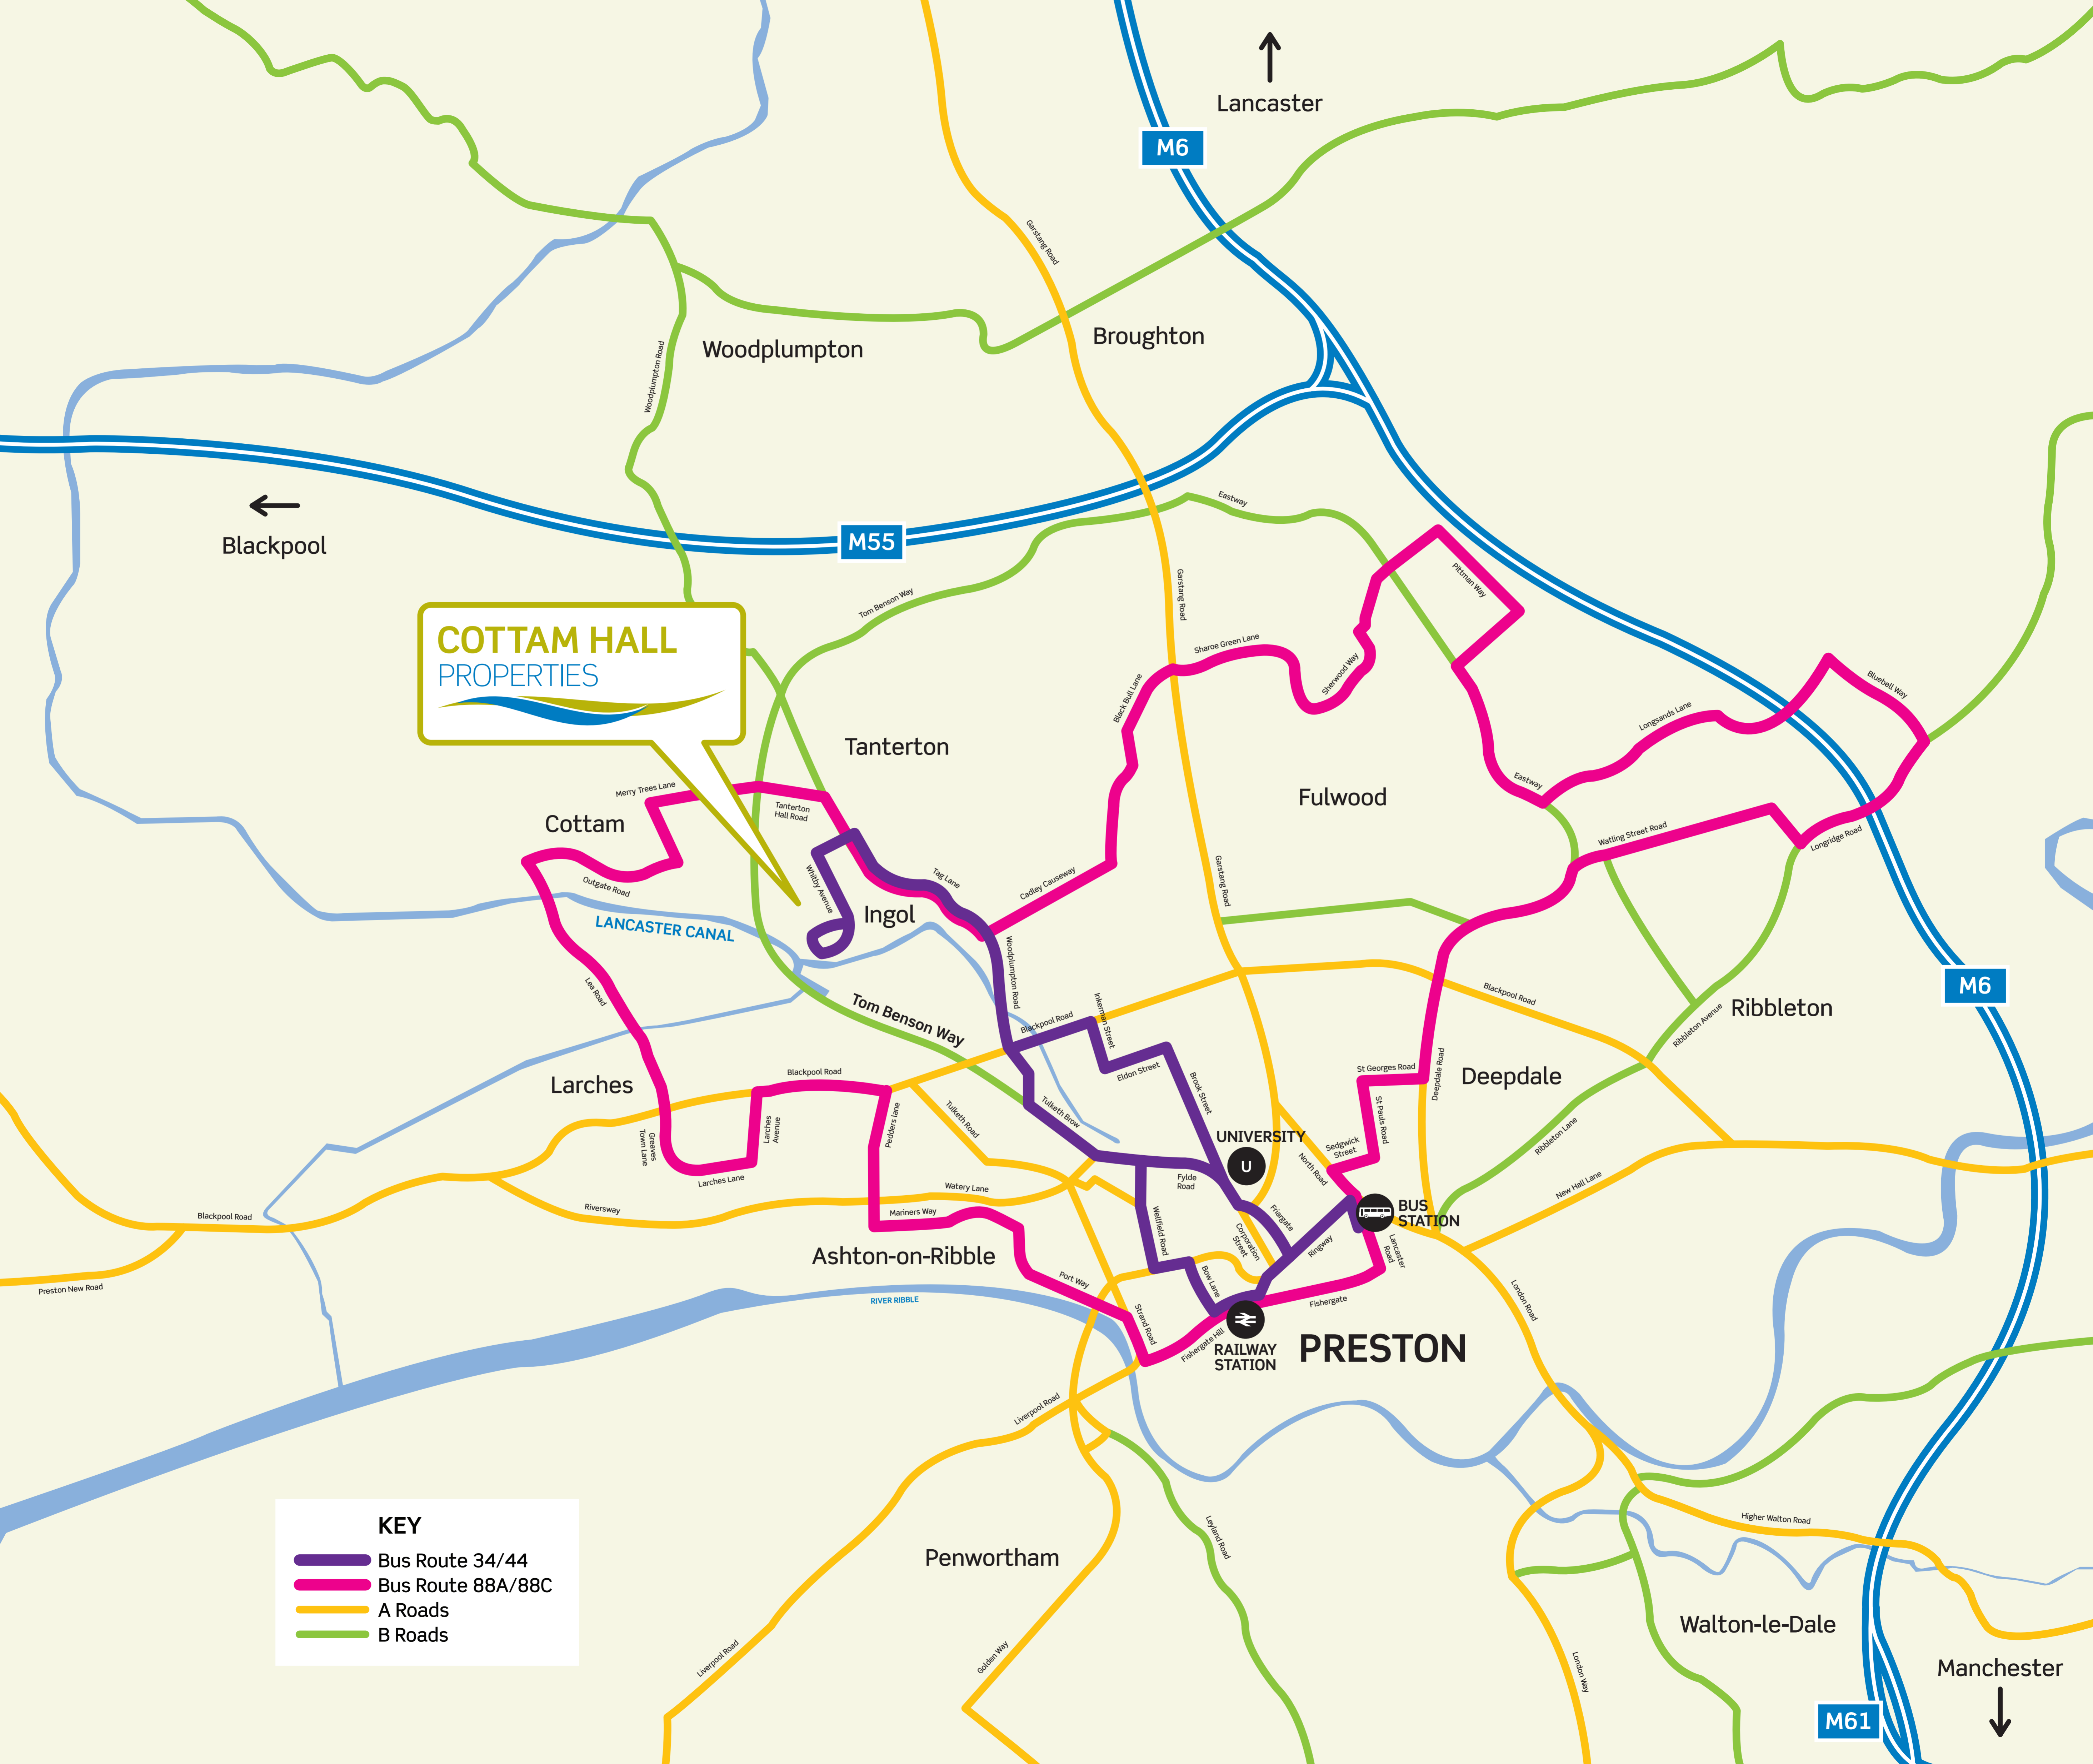 Lancaster
M6
Garstang Road
Broughton
Woodplumpton
Woodplumpton Road
Blackpool
M55
Eastway
Tom Benson Way
Garstang Road
Pittman Way
COTTAM HALL
PROPERTIES
Sharoe Green Lane
Sherwood Way
Black Bull Lane
Bluebell Way
Longsands Lane
Tanterton
Eastway
Fulwood
Merry Trees Lane
Tanterton
Hall Road
Cottam
Watling Street Road
Longridge Road
Outgate Road
Whitby Avenue
Tag Lane
Cadley Causeway
Garstang Road
Ingol
LANCASTER CANAL
Woodplumpton Road
Lea Road
M6
Blackpool Road
Ribbleton
Ribbleton Avenue
Tom Benson Way
Blackpool Road
Inkerman Street
Eldon Street
Brook Street
St Georges Road
Deepdale Road
Deepdale
Larches
Blackpool Road
Larches
Avenue
Pedders lane
Tulketh Road
Tulketh Brow
St Pauls Road
Greaves
Town Lane
Larches Lane
UNIVERSITY
U
Sedgwick
Street
North Road
Ribbleton Lane
Fylde
Road
New Hall Lane
Watery Lane
Riversway
Mariners Way
Blackpool Road
Preston New Road
Wellfield Road
Corporation
Street
Friargate
Ringway
BUS
STATION
Lancaster
Road
Ashton-on-Ribble
Port Way
Bow Lane
London Road
RIVER RIBBLE
Strand Road
Fishergate
Fishergate Hill
RAILWAY
STATION
PRESTON
Liverpool Road
Leyland Road
Higher Walton Road
KEY
Bus Route 34/44
Bus Route 88A/88C
A Roads
B Roads
Penwortham
Liverpool Road
Golden Way
London Way
Walton-le-Dale
Manchester
M61